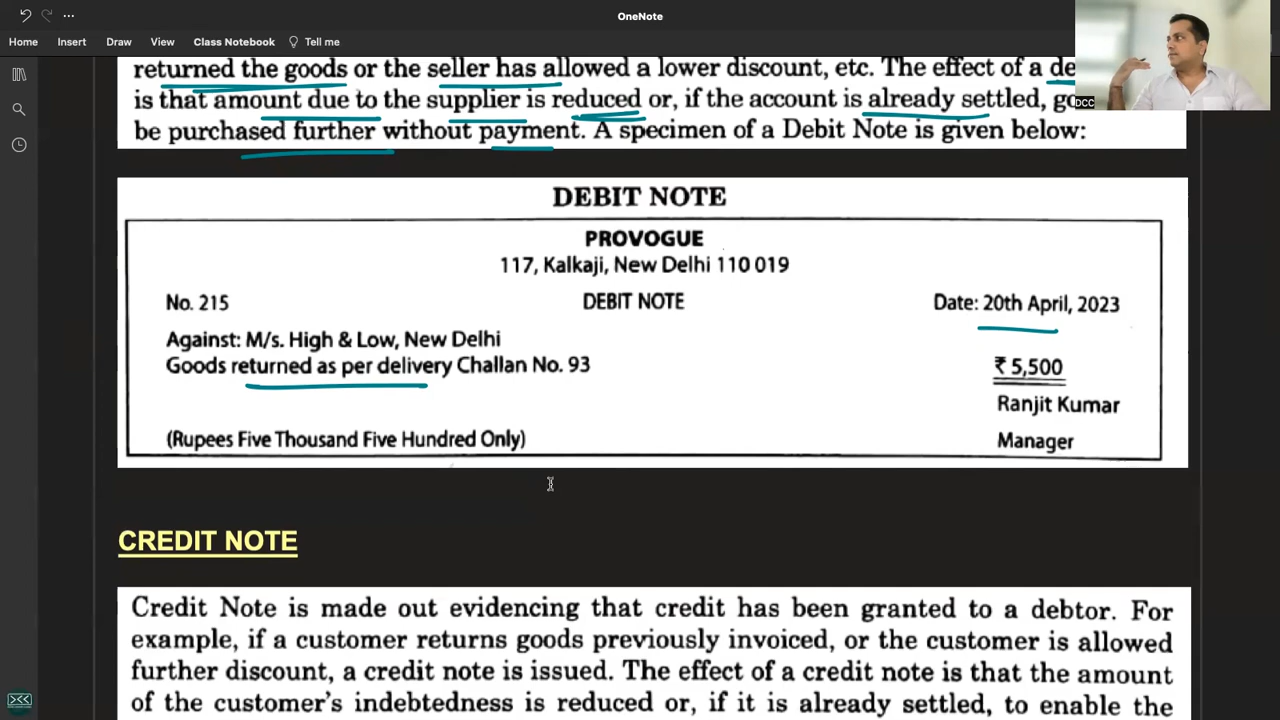 OneNote
Home Insert Draw View Class Notebook Tell me
returned the goods or the seller has allowed a lower discount, etc. The effect of a de
is that amount due to the supplier is reduced or, if the account is already settled, go
be purchased further without payment. A specimen of a Debit Note is given below:
DCC
DEBIT NOTE
PROVOGUE
117, Kalkaji, New Delhi 110 019
No. 215 DEBIT NOTE Date: 20th April, 2023
Against: M/s. High & Low, New Delhi
Goods returned as per delivery Challan No. 93 ₹ 5,500
Ranjit Kumar
(Rupees Five Thousand Five Hundred Only) Manager
CREDIT NOTE
Credit Note is made out evidencing that credit has been granted to a debtor. For
example, if a customer returns goods previously invoiced, or the customer is allowed
further discount, a credit note is issued. The effect of a credit note is that the amount
of the customer's indebtedness is reduced or, if it is already settled, to enable the